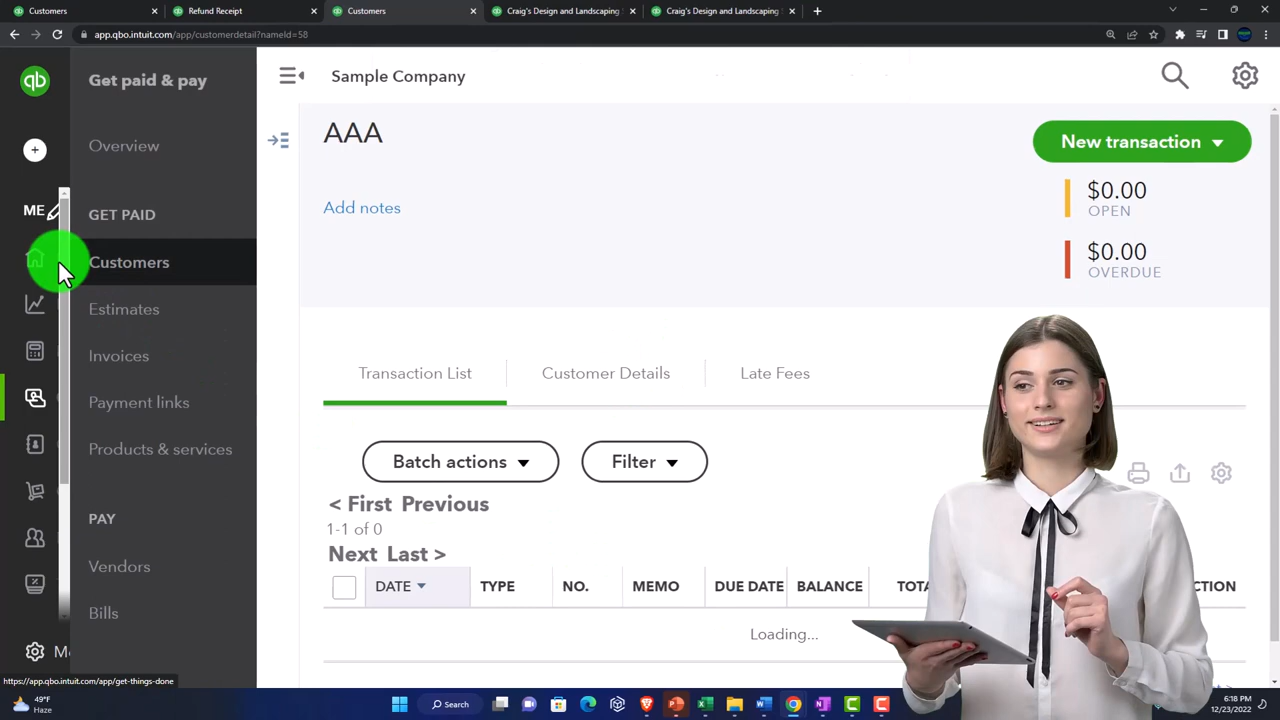 Customers
Refund Receipt
Customers
Craig's Design and Landscaping
Craig's Design and Landscaping
app.qbo.intuit.com/app/customerdetail?nameId=58
qb
Get paid & pay
Sample Company
AAA
New transaction
Overview
$0.00
OPEN
Add notes
ME
GET PAID
$0.00
OVERDUE
Customers
Estimates
Invoices
Payment links
Products & services
PAY
Vendors
Bills
Transaction List
Customer Details
Late Fees
Batch actions
Filter
< First Previous
1-1 of 0
Next Last >
DATE
TYPE
NO.
MEMO
DUE DATE
BALANCE
Loading...
https://app.qbo.intuit.com/app/get-things-done
49°F
Haze
Search
6:18 PM
12/23/2022